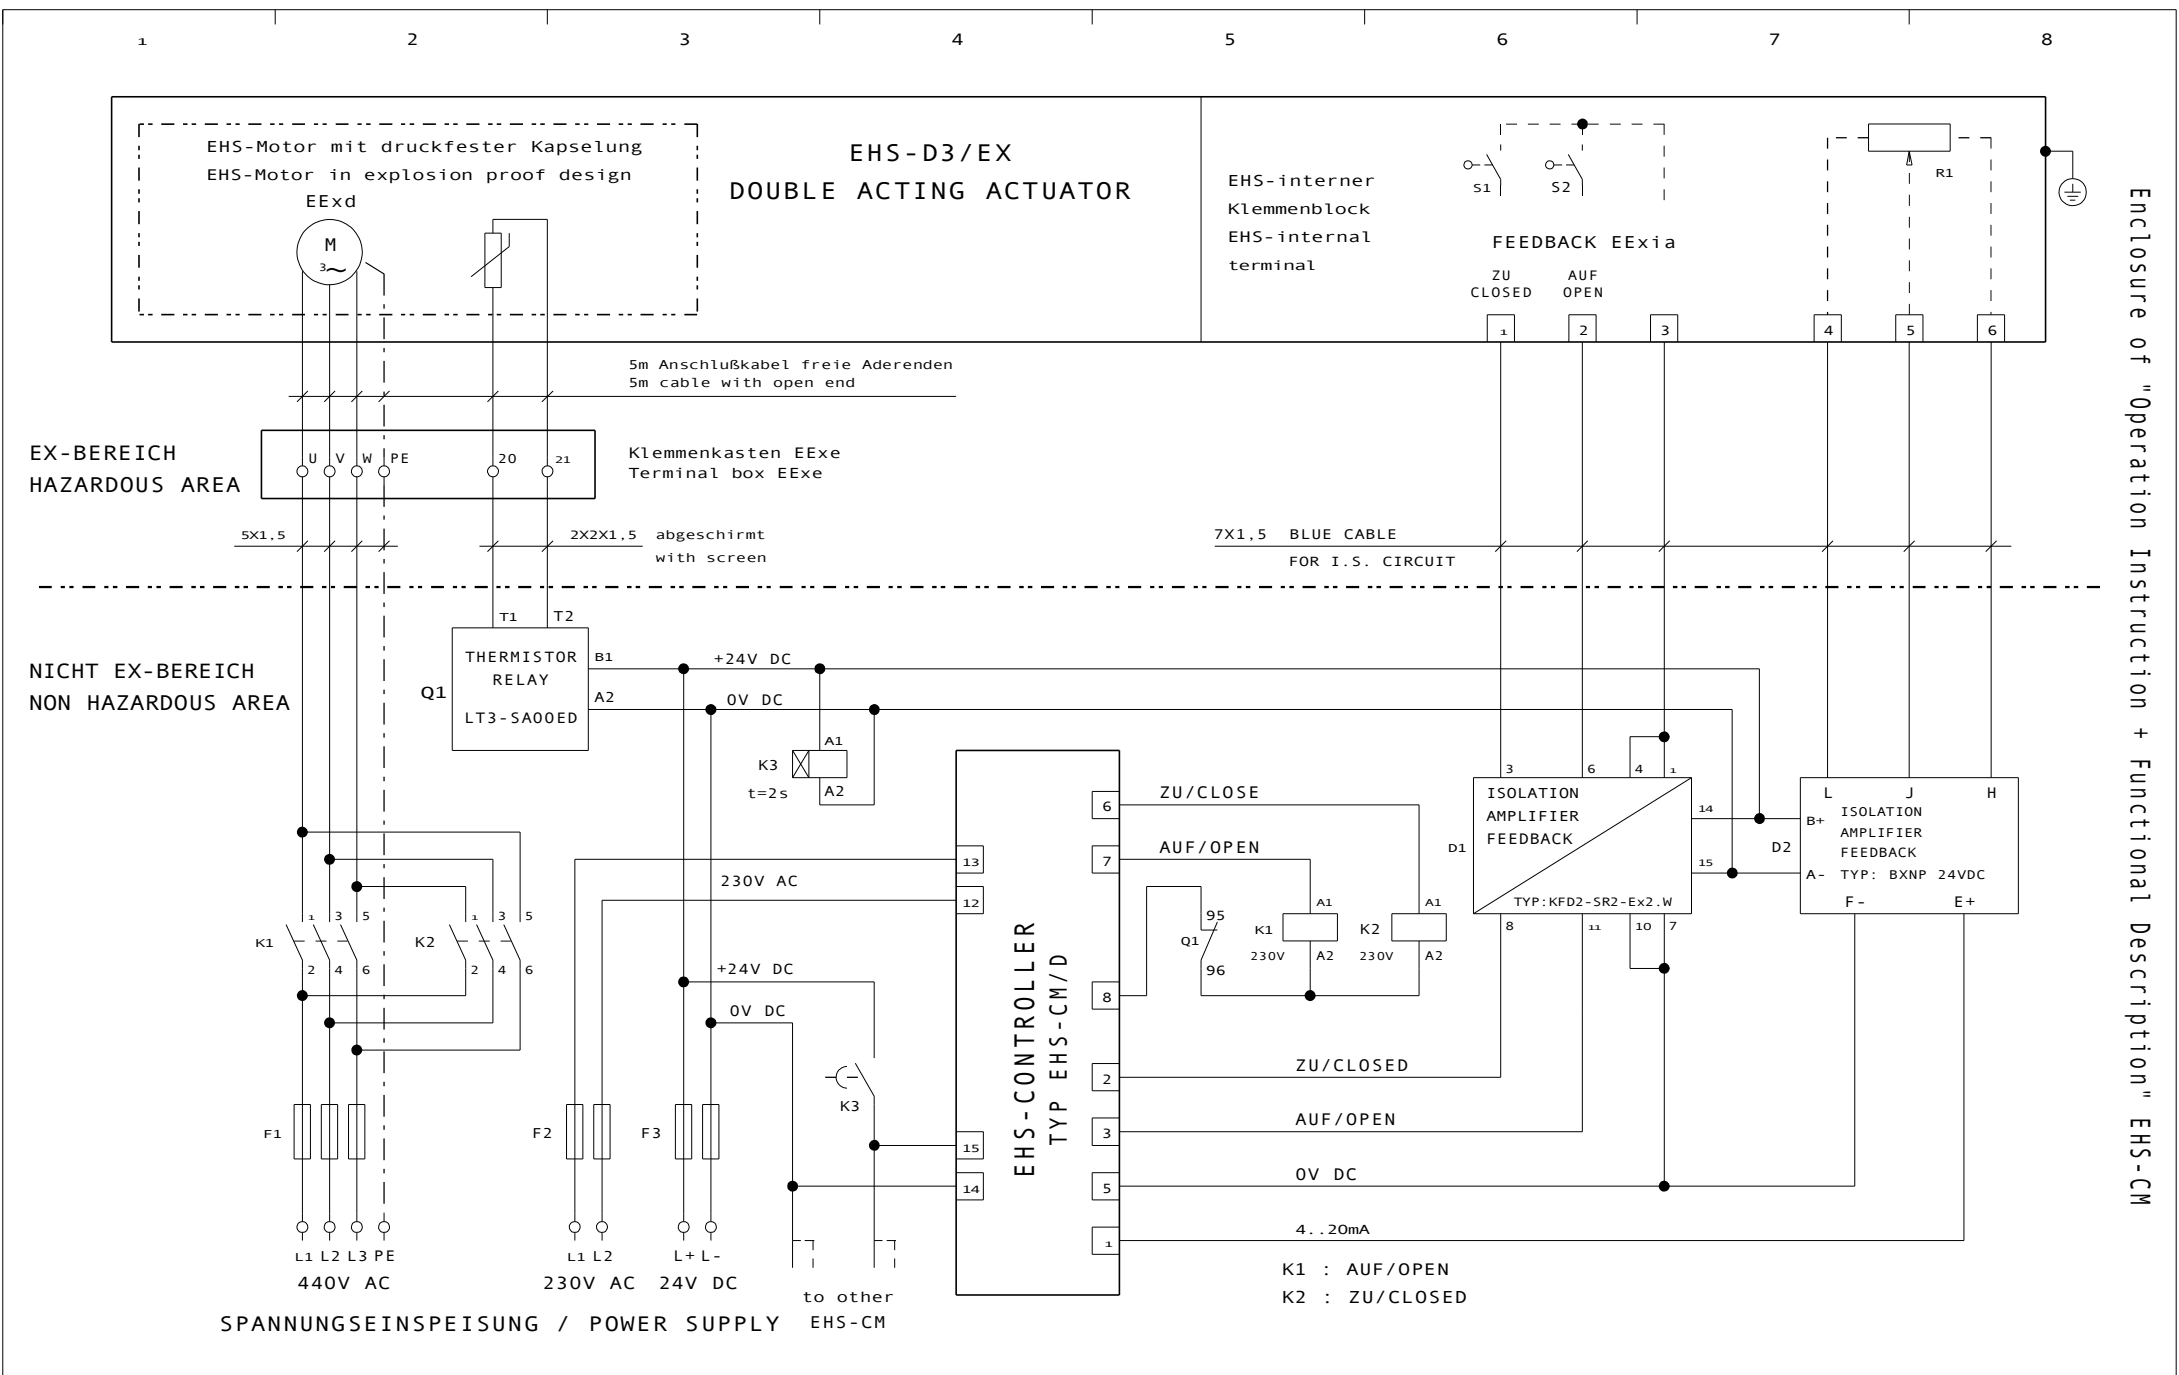 1 2 3 4 5 6 7 8
EHS-Motor mit druckfester Kapselung
EHS-Motor in explosion proof design
EExd
M
3~
EHS-D3/EX
DOUBLE ACTING ACTUATOR
EHS-interner
Klemmenblock
EHS-internal
terminal
S1 S2
R1
FEEDBACK EExia
ZU AUF
CLOSED OPEN
1 2 3 4 5 6
5m Anschlußkabel freie Aderenden
5m cable with open end
EX-BEREICH
HAZARDOUS AREA
U V W PE 20 21
Klemmenkasten EExe
Terminal box EExe
5X1,5
2X2X1,5 abgeschirmt
with screen
7X1,5 BLUE CABLE
FOR I.S. CIRCUIT
NICHT EX-BEREICH
NON HAZARDOUS AREA
T1 T2
Q1
THERMISTOR
RELAY
LT3-SA00ED
B1
A2
+24V DC
0V DC
K3
t=2s
A1
A2
13
12
230V AC
+24V DC
0V DC
K3
15
14
K1
1 3 5
2 4 6
K2
1 3 5
2 4 6
F1
F2
F3
L1 L2 L3 PE
440V AC
L1 L2
230V AC
L+ L-
24V DC
to other
EHS-CM
SPANNUNGSEINSPEISUNG / POWER SUPPLY
EHS-CONTROLLER
TYP EHS-CM/D
6
ZU/CLOSE
7
AUF/OPEN
8
Q1
95
96
K1
230V
A1
A2
K2
230V
A1
A2
2
ZU/CLOSED
3
AUF/OPEN
5
0V DC
1
4..20mA
3 6 4 1
D1
ISOLATION
AMPLIFIER
FEEDBACK
TYP:KFD2-SR2-Ex2.W
14
15
8 11 10 7
D2
L J H
B+
A-
ISOLATION
AMPLIFIER
FEEDBACK
TYP: BXNP 24VDC
F- E+
K1 : AUF/OPEN
K2 : ZU/CLOSED
Enclosure of "Operation Instruction + Functional Description" EHS-CM